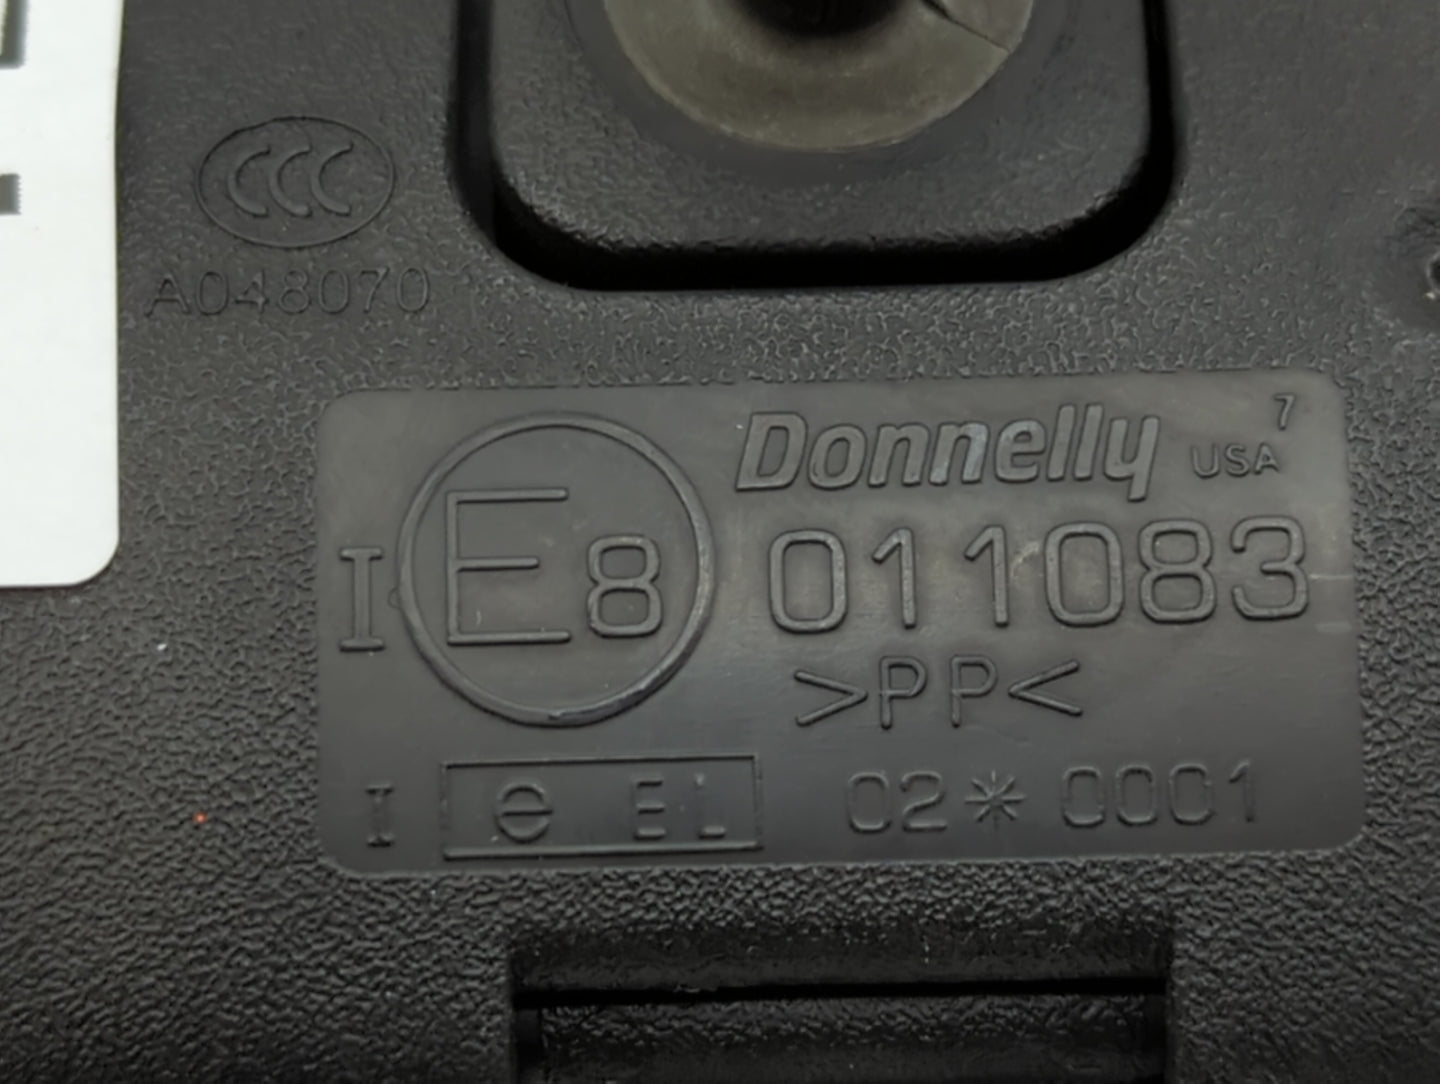 CCC
A048070
Donnelly USA 7
I E8 011083
>PP<
I e EL 02*0001